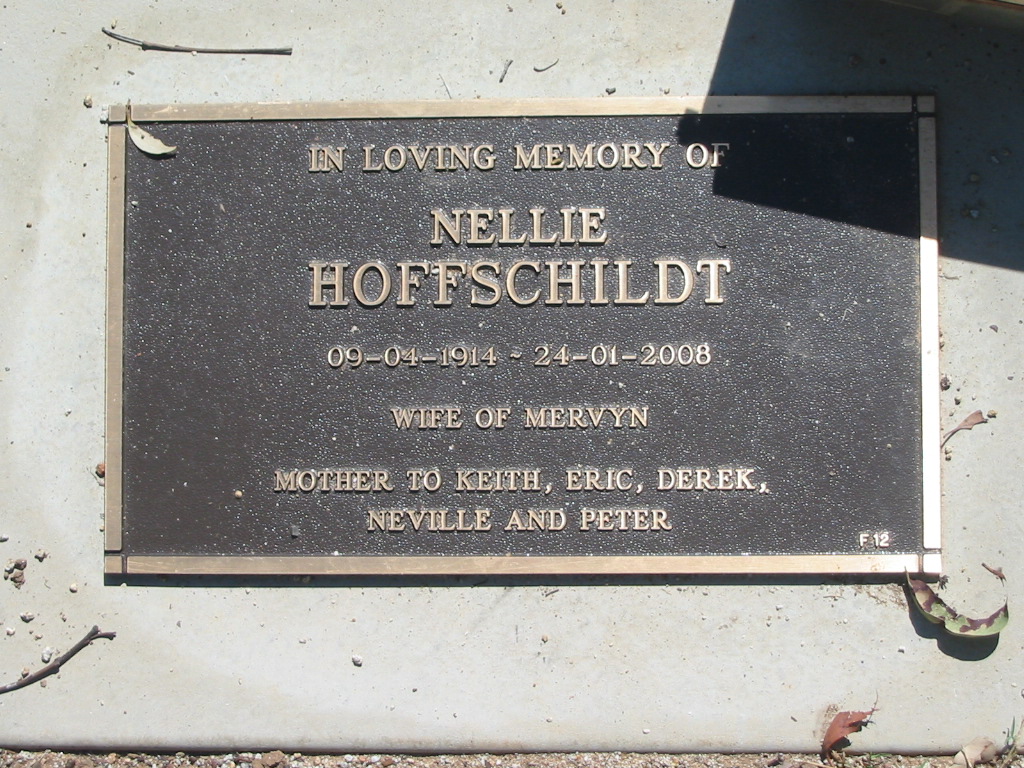 IN LOVING MEMORY OF
NELLIE
HOFFSCHILDT
09-04-1914 ~ 24-01-2008
WIFE OF MERVYN
MOTHER TO KEITH, ERIC, DEREK,
NEVILLE AND PETER
F 12